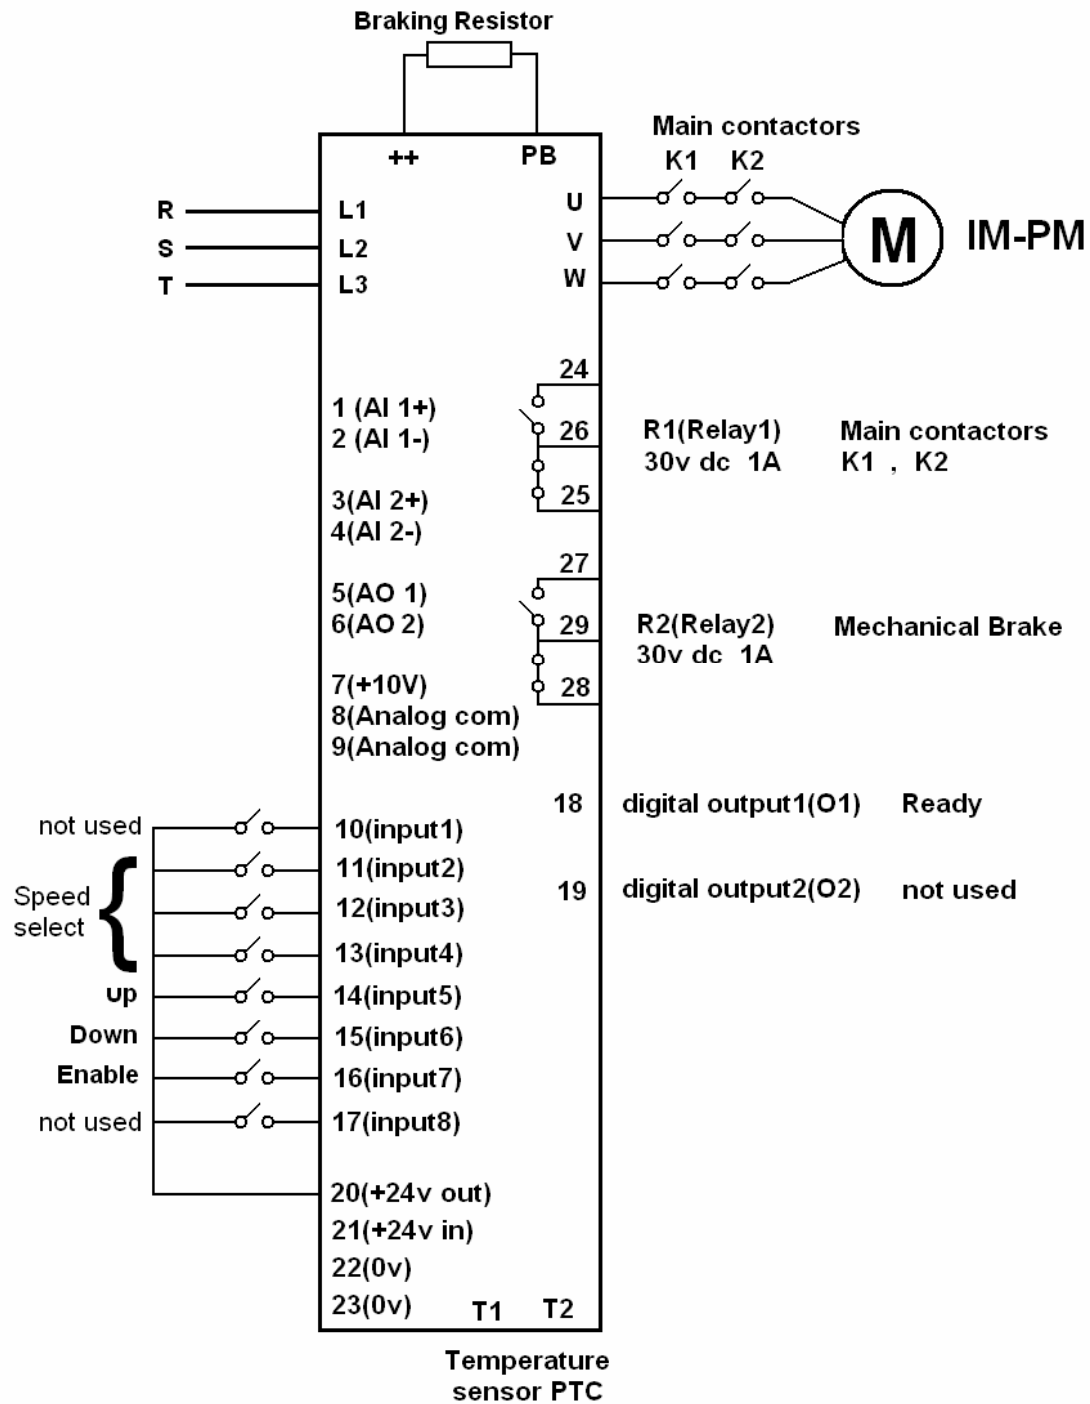 Braking Resistor
++ PB
Main contactors
K1 K2
R L1
S L2
T L3
U
V
W
M IM-PM
1 (AI 1+)
2 (AI 1-)
3(AI 2+)
4(AI 2-)
5(AO 1)
6(AO 2)
7(+10V)
8(Analog com)
9(Analog com)
24
26
25
R1(Relay1) Main contactors
30v dc 1A K1 , K2
27
29
28
R2(Relay2) Mechanical Brake
30v dc 1A
18 digital output1(O1) Ready
19 digital output2(O2) not used
not used 10(input1)
Speed
select
11(input2)
12(input3)
13(input4)
up 14(input5)
Down 15(input6)
Enable 16(input7)
not used 17(input8)
20(+24v out)
21(+24v in)
22(0v)
23(0v)
T1 T2
Temperature
sensor PTC